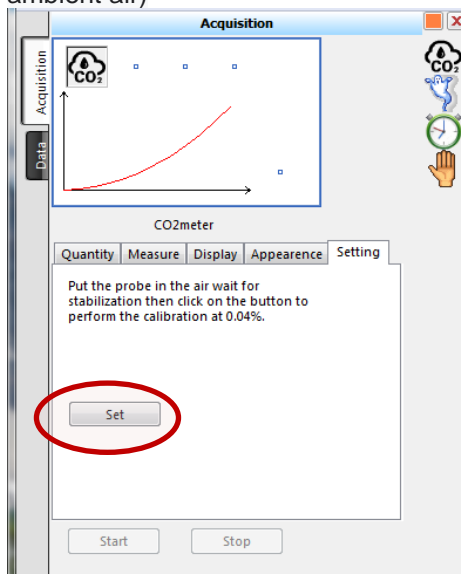 ambient air)
Acquisition
Acquisition
Data
CO2
CO2
CO2meter
Quantity Measure Display Appearence Setting
Put the probe in the air wait for
stabilization then click on the button to
perform the calibration at 0.04%.
Set
Start Stop